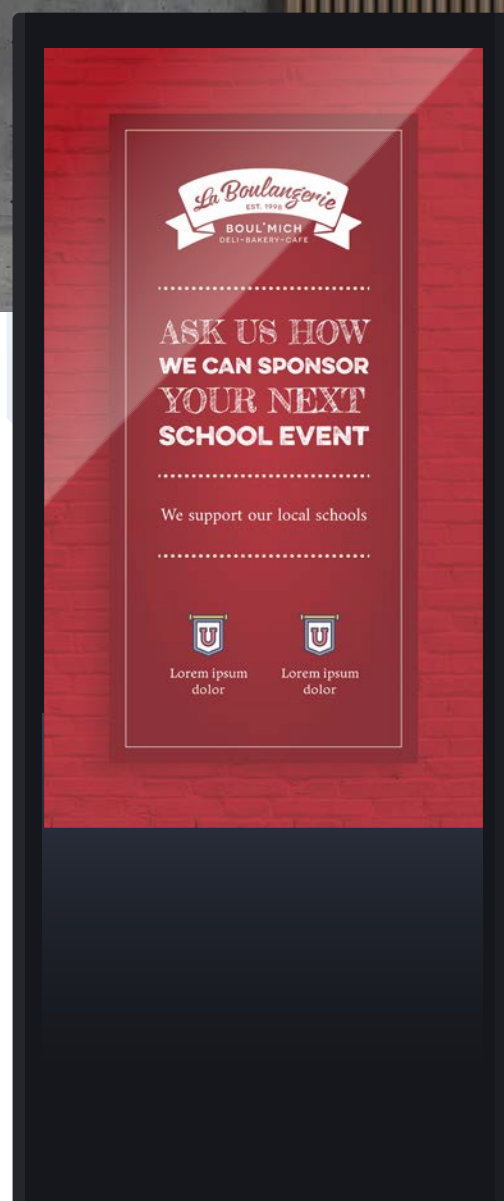 La Boulangerie
EST. 1998
BOUL'MICH
DELI-BAKERY-CAFE
ASK US HOW
WE CAN SPONSOR
YOUR NEXT
SCHOOL EVENT
We support our local schools
U U
Lorem ipsum dolor
Lorem ipsum dolor